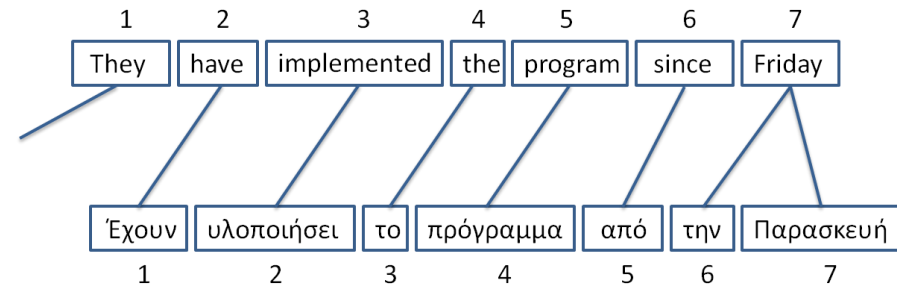 1 2 3 4 5 6 7
They have implemented the program since Friday
Έχουν υλοποιήσει το πρόγραμμα από την Παρασκευή
1 2 3 4 5 6 7